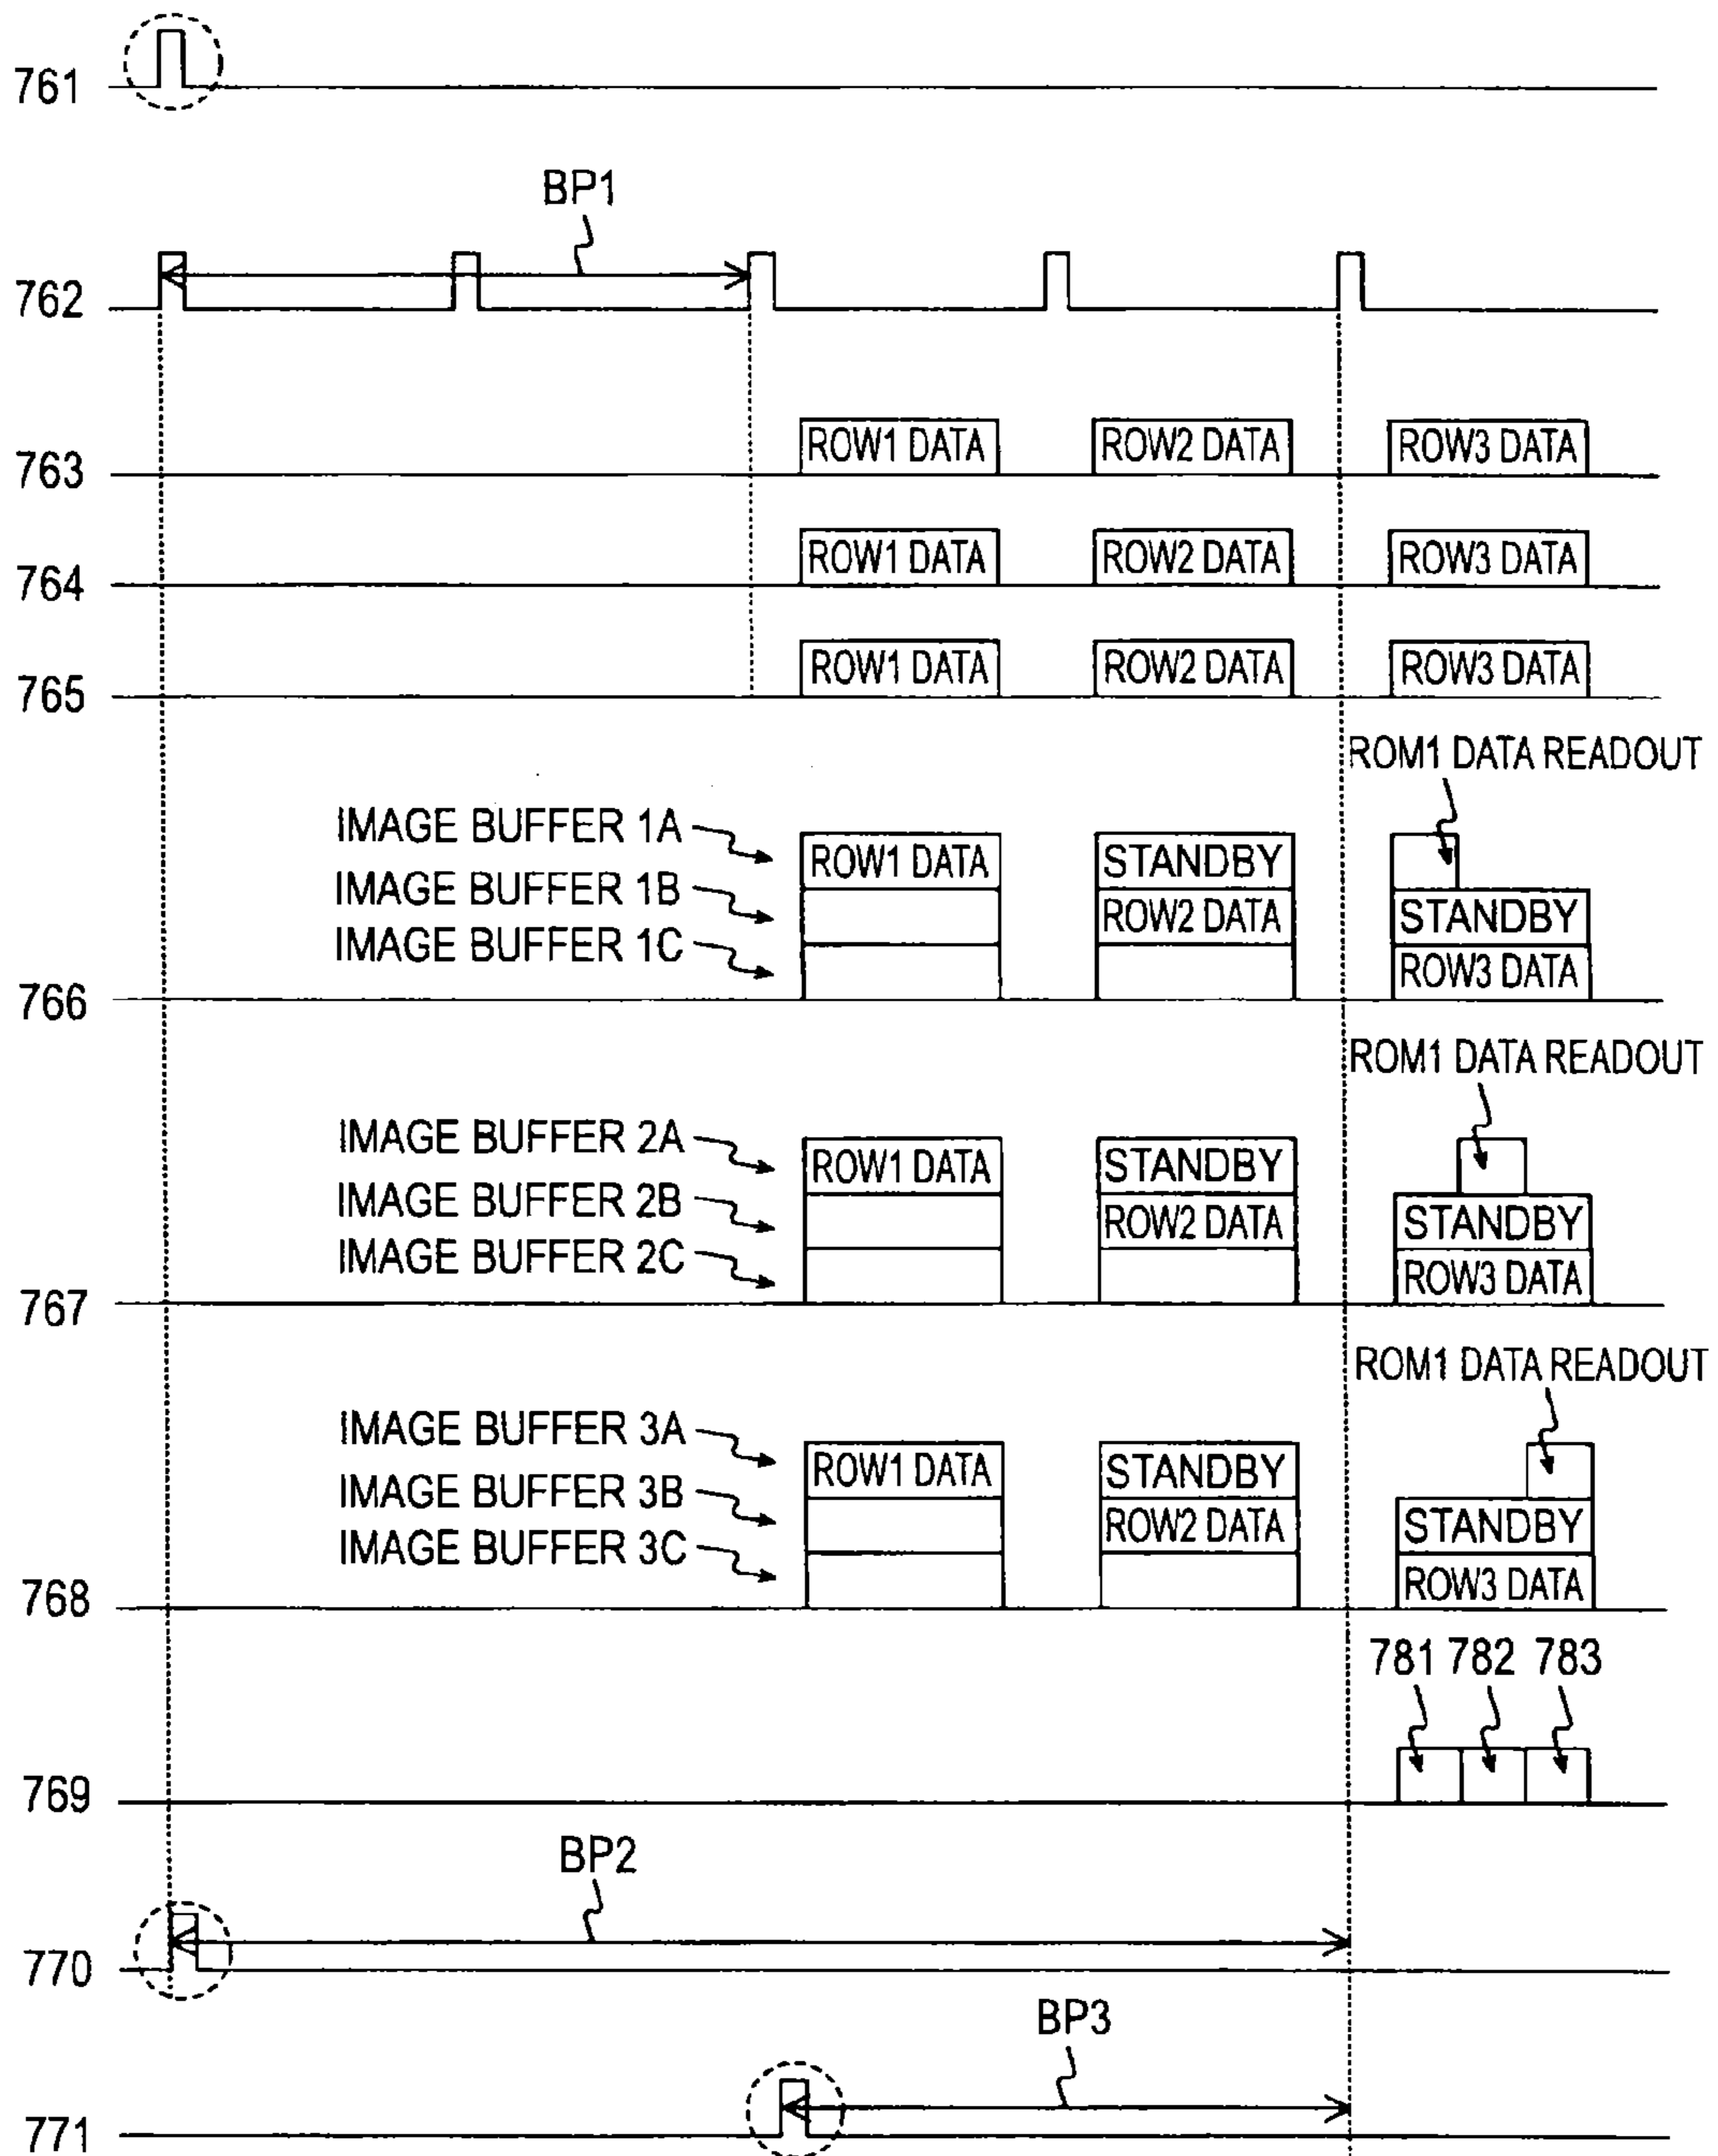 761
BP1
762
763 ROW1 DATA ROW2 DATA ROW3 DATA
764 ROW1 DATA ROW2 DATA ROW3 DATA
765 ROW1 DATA ROW2 DATA ROW3 DATA
ROM1 DATA READOUT
IMAGE BUFFER 1A ROW1 DATA STANDBY
IMAGE BUFFER 1B ROW2 DATA STANDBY
IMAGE BUFFER 1C ROW3 DATA
766
ROM1 DATA READOUT
IMAGE BUFFER 2A ROW1 DATA STANDBY
IMAGE BUFFER 2B ROW2 DATA STANDBY
IMAGE BUFFER 2C ROW3 DATA
767
ROM1 DATA READOUT
IMAGE BUFFER 3A ROW1 DATA STANDBY
IMAGE BUFFER 3B ROW2 DATA STANDBY
IMAGE BUFFER 3C ROW3 DATA
768
781 782 783
769
BP2
770
BP3
771